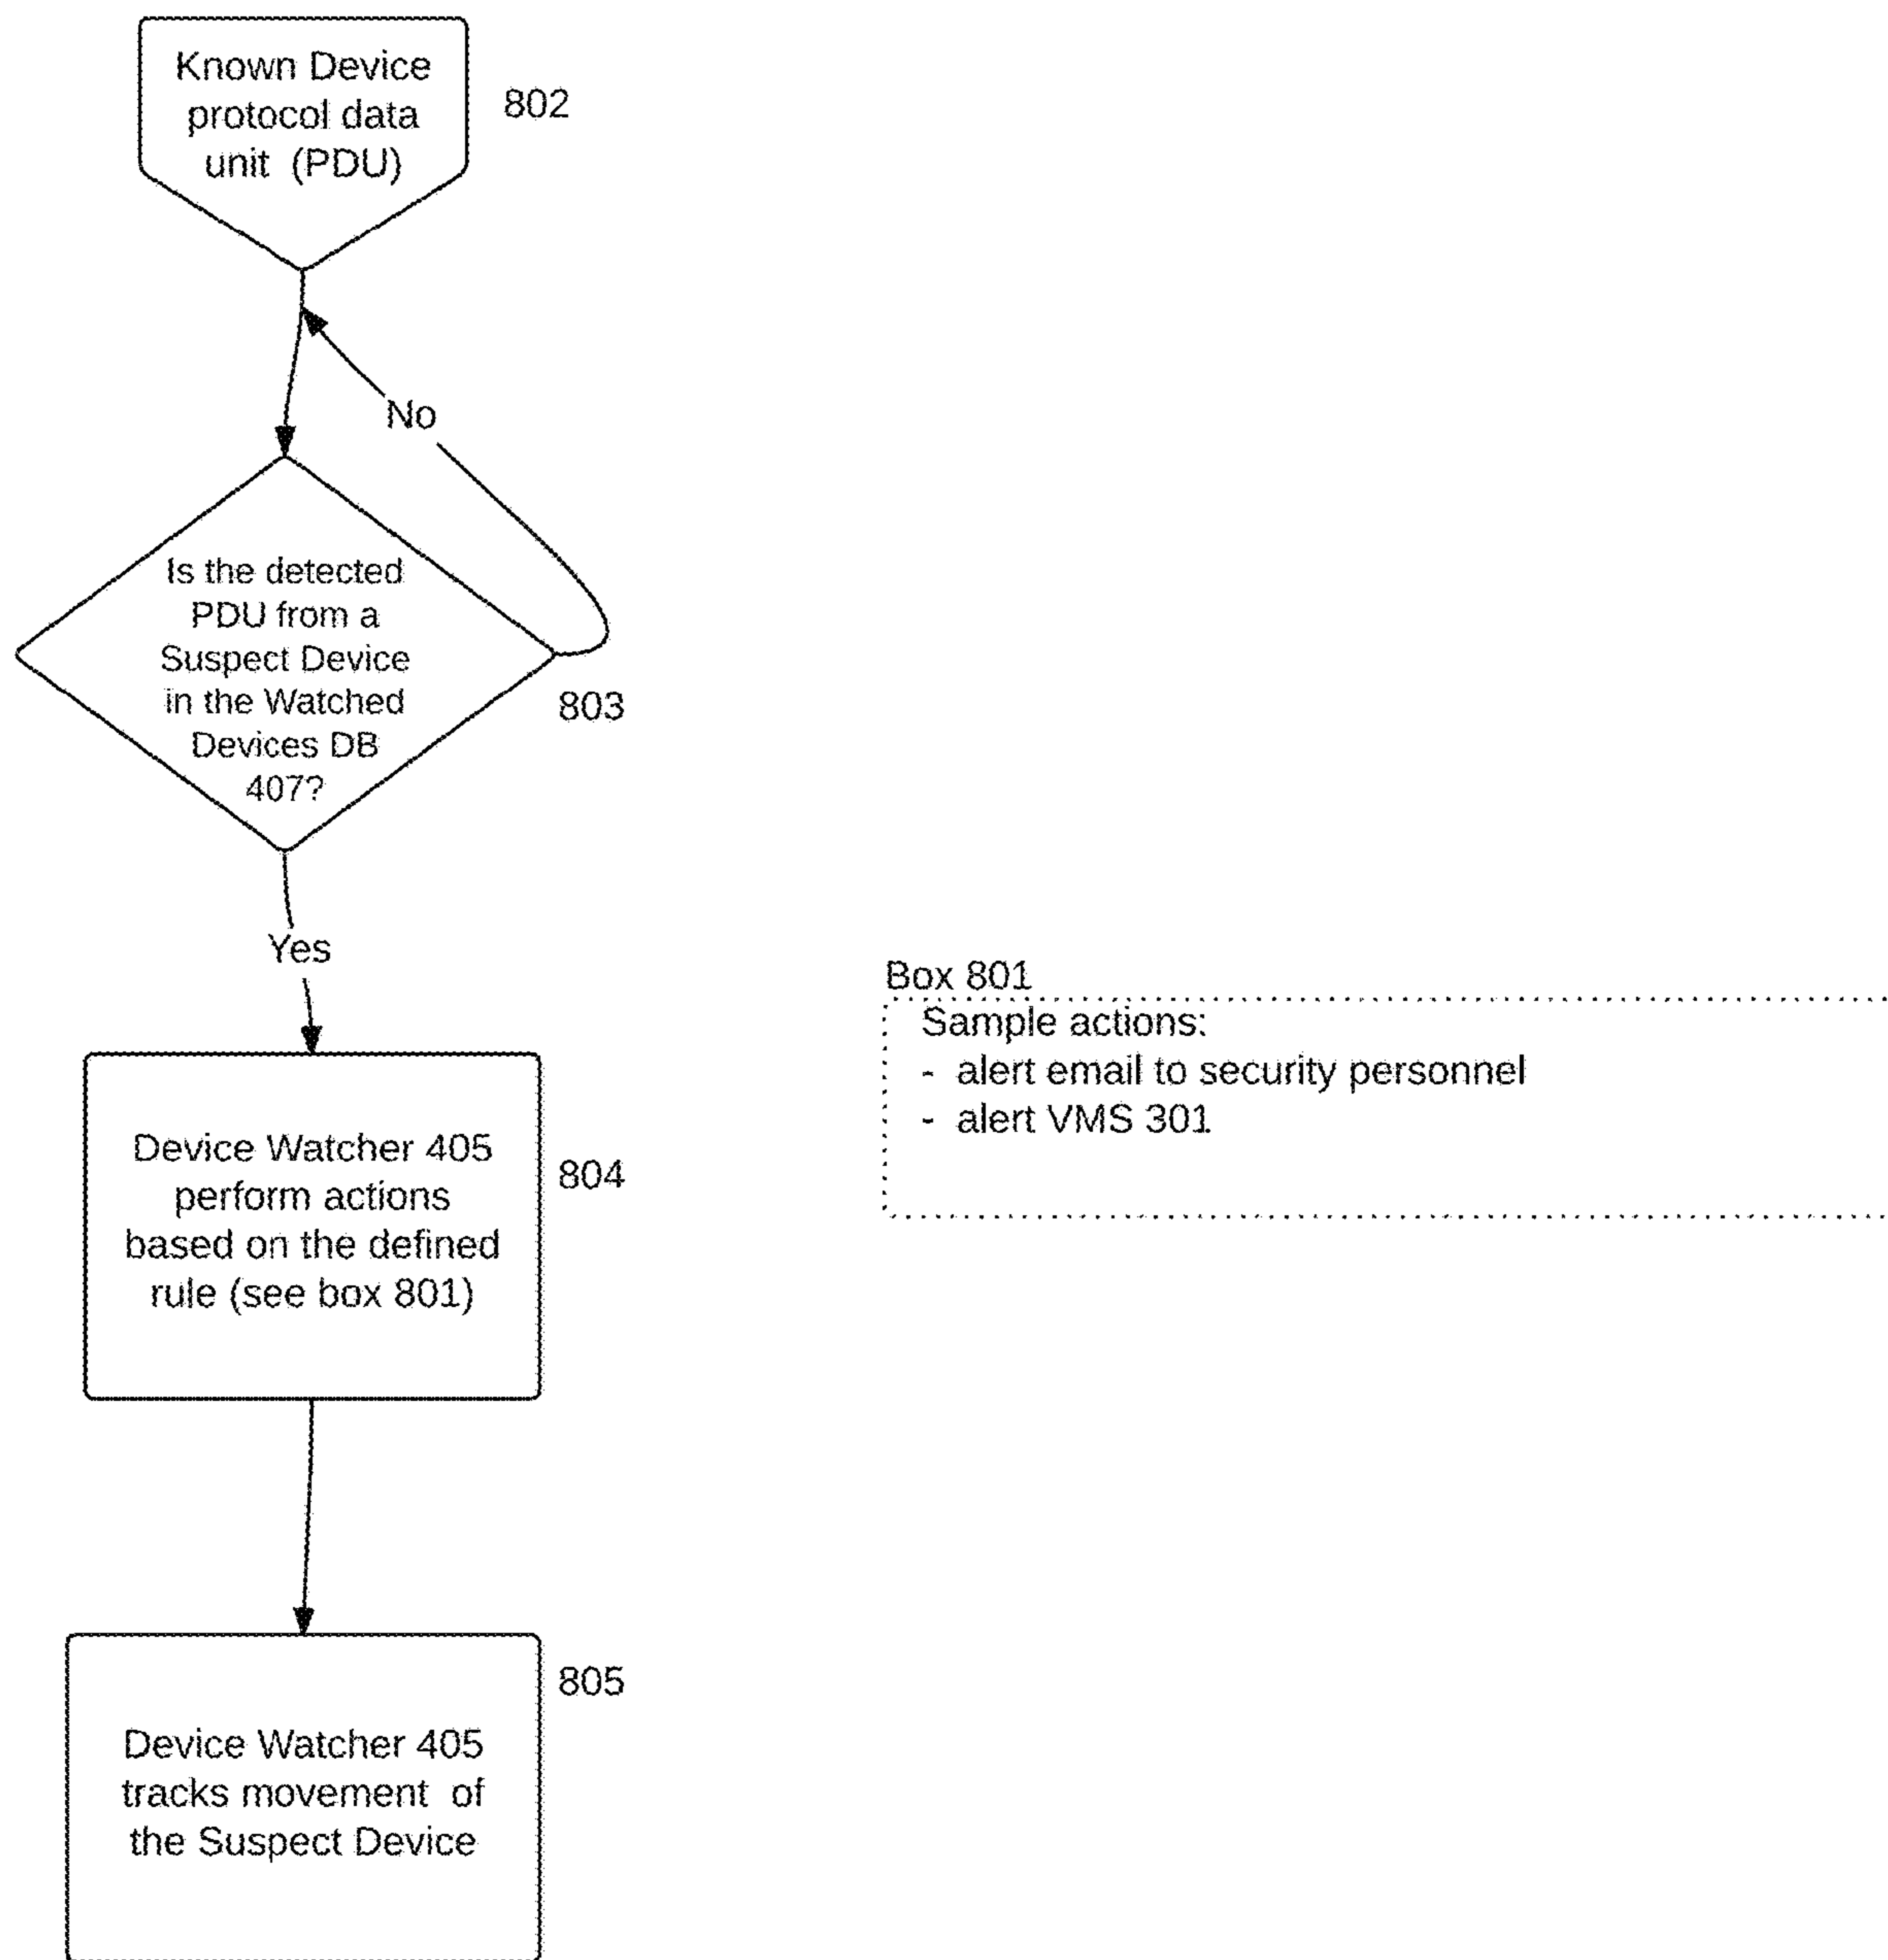 Known Device
protocol data
unit (PDU)
802
No
Is the detected
PDU from a
Suspect Device
in the Watched
Devices DB
407?
803
Yes
Box 801
Sample actions:
- alert email to security personnel
- alert VMS 301
Device Watcher 405
perform actions
based on the defined
rule (see box 801)
804
805
Device Watcher 405
tracks movement of
the Suspect Device